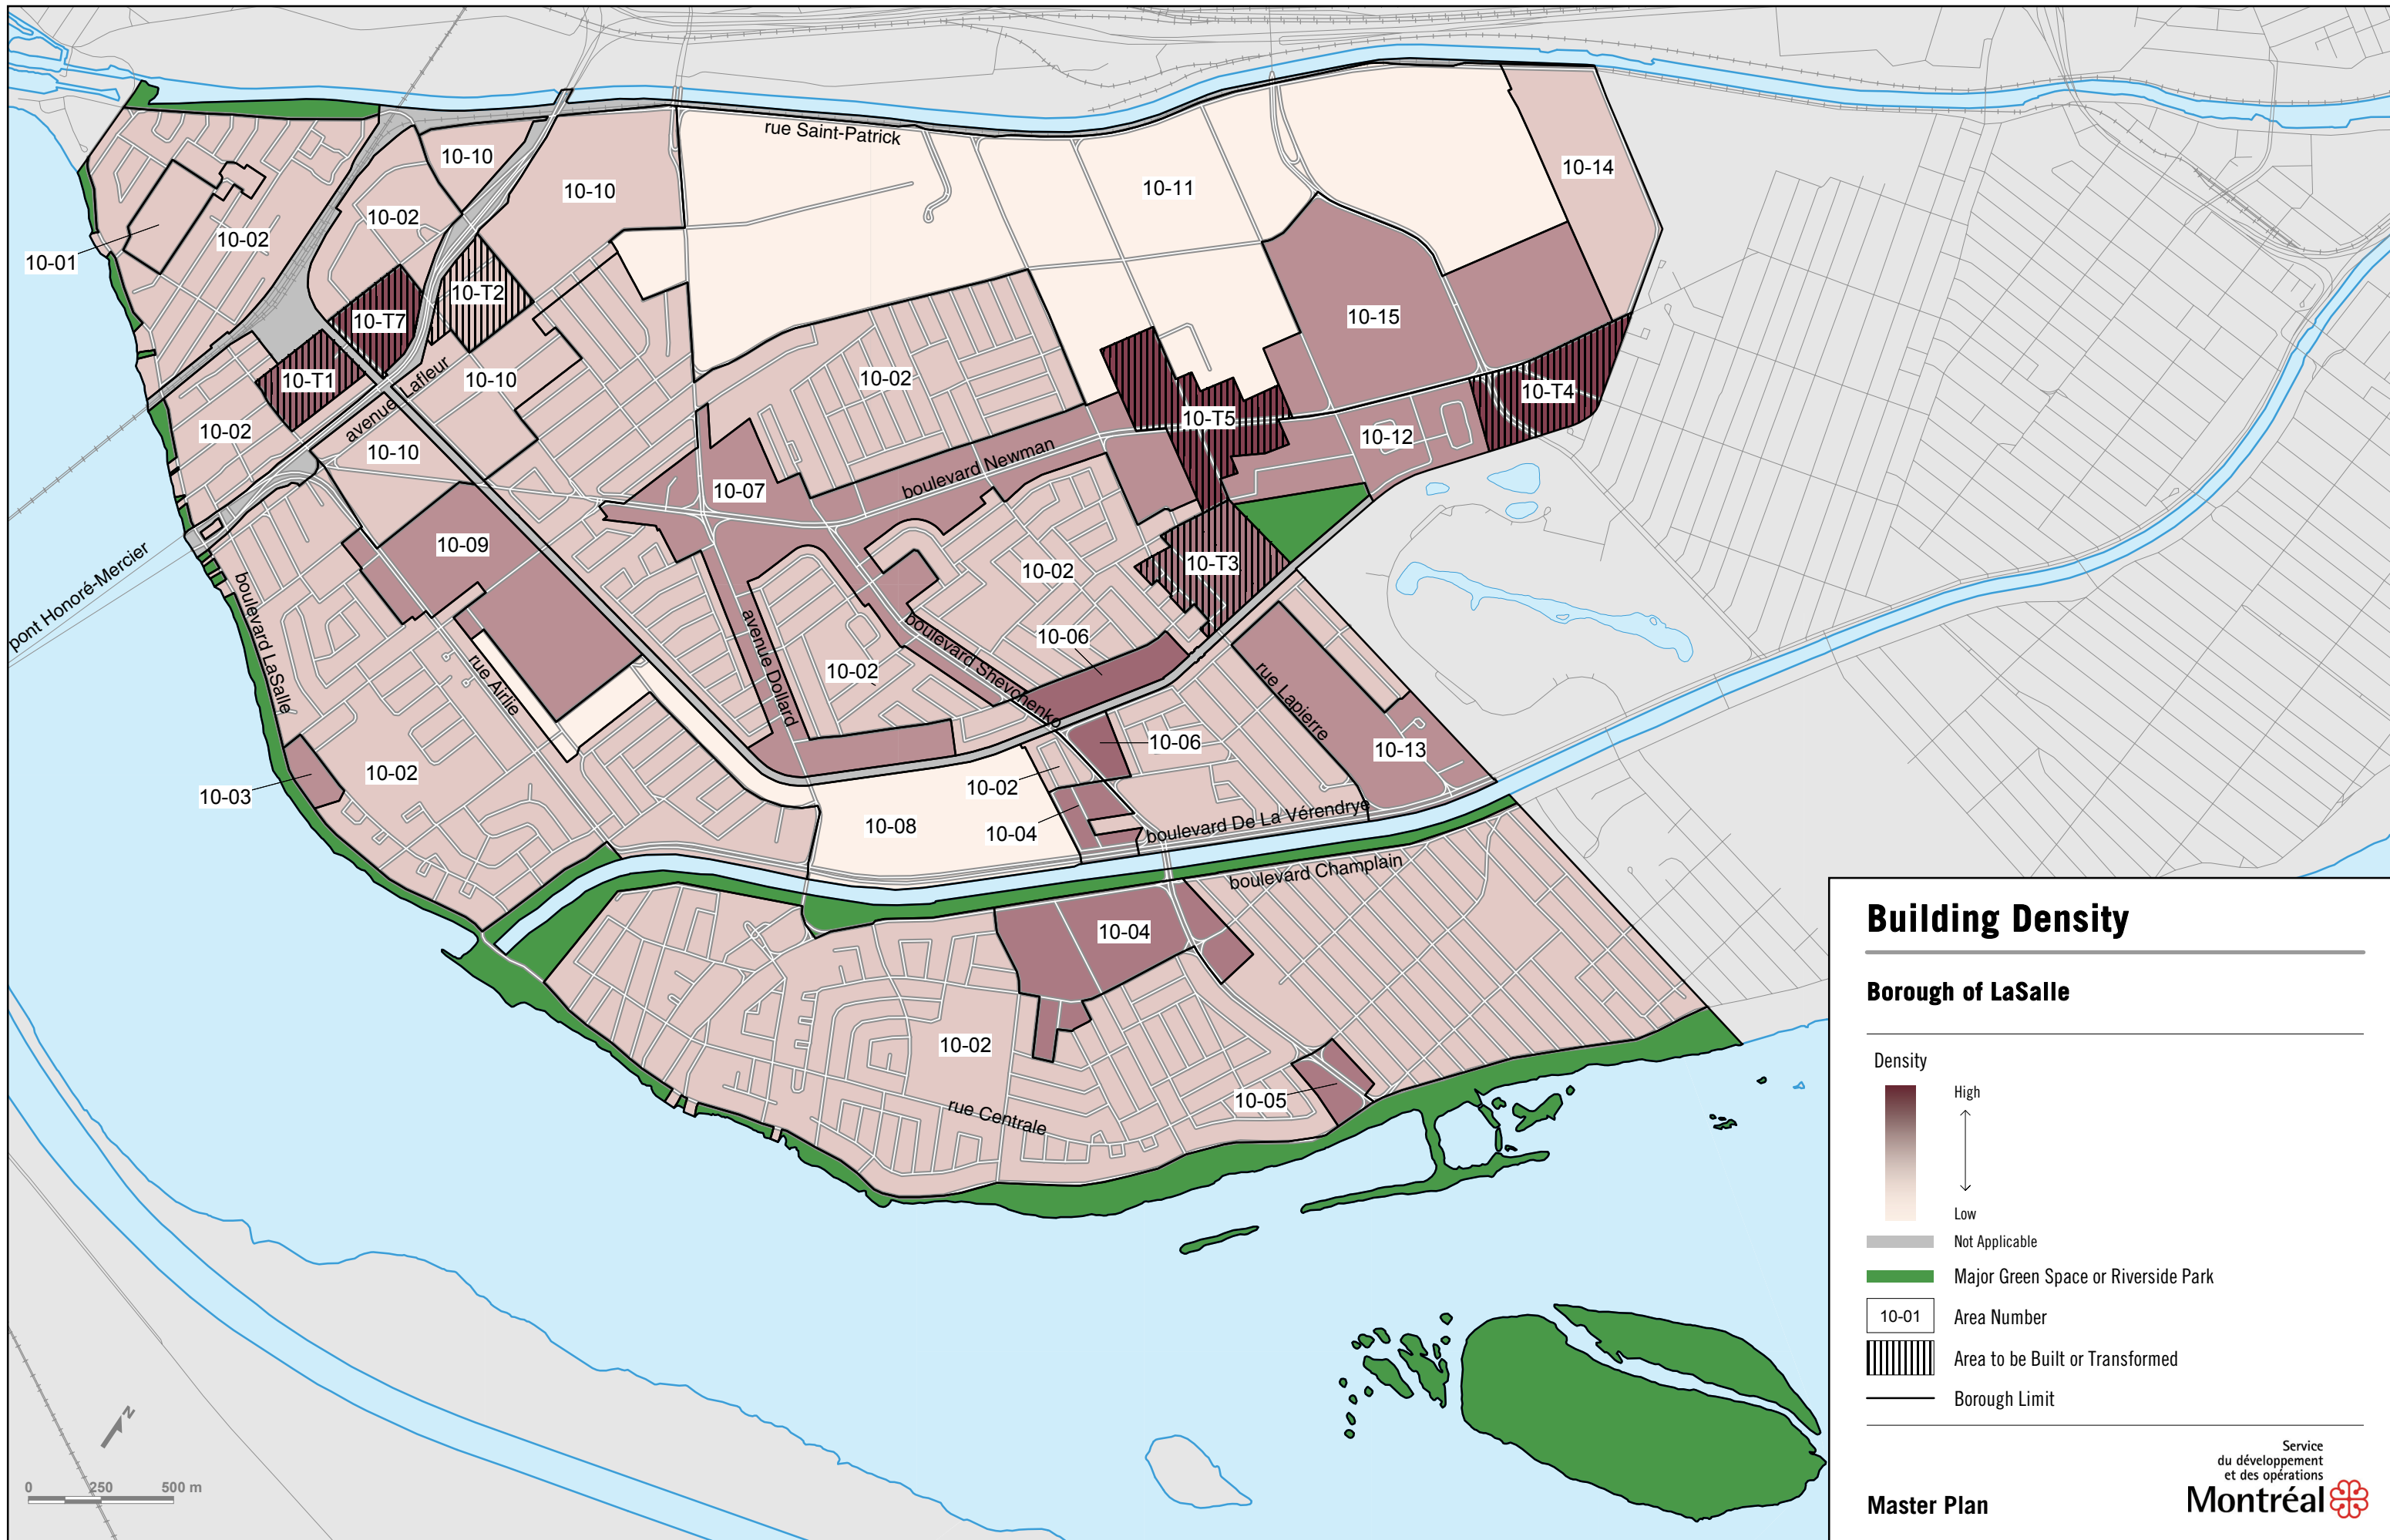 rue Saint-Patrick
10-10
10-10
10-11
10-14
10-02
10-02
10-01
10-T2
10-T7
10-15
10-T1
10-10
10-02
10-T4
avenue Lafleur
10-T5
10-12
10-02
10-10
boulevard Newman
10-07
10-09
10-T3
10-02
pont Honoré-Mercier
boulevard LaSalle
10-06
boulevard Shevchenko
avenue Dollard
10-02
rue Airlie
rue Lapierre
10-06
10-13
10-02
10-03
10-02
10-08
10-04
boulevard De La Vérendrye
boulevard Champlain
10-04
10-02
10-05
rue Centrale
N
0 250 500 m
Building Density
Borough of LaSalle
Density
High
Low
Not Applicable
Major Green Space or Riverside Park
10-01 Area Number
Area to be Built or Transformed
Borough Limit
Service
du développement
et des opérations
Master Plan
Montréal